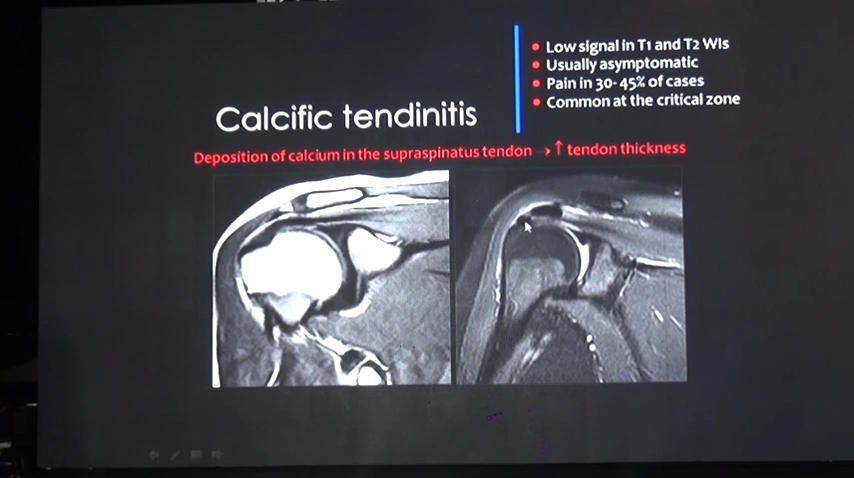 Low signal in T1 and T2 WIs
Usually asymptomatic
Pain in 30-45% of cases
Common at the critical zone
Calcific tendinitis
Deposition of calcium in the supraspinatus tendon → ↑ tendon thickness